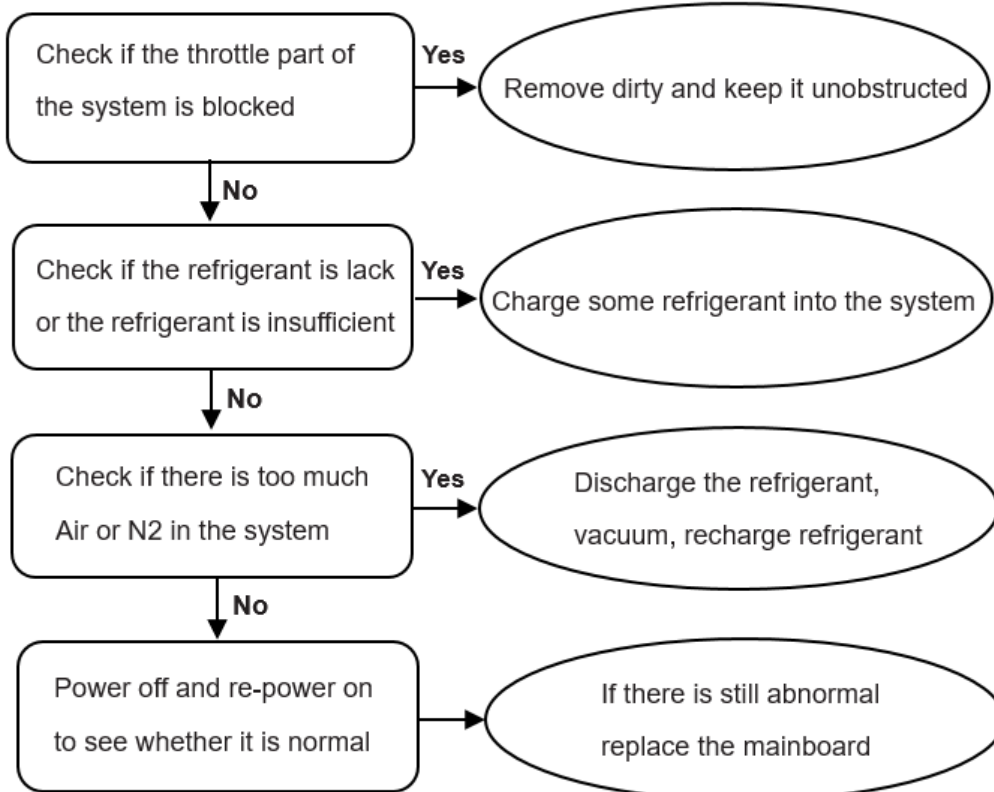 Check if the throttle part of
the system is blocked
Yes
Remove dirty and keep it unobstructed
No
Check if the refrigerant is lack
or the refrigerant is insufficient
Yes
Charge some refrigerant into the system
No
Check if there is too much
Air or N2 in the system
Yes
Discharge the refrigerant,
vacuum, recharge refrigerant
No
Power off and re-power on
to see whether it is normal
If there is still abnormal
replace the mainboard